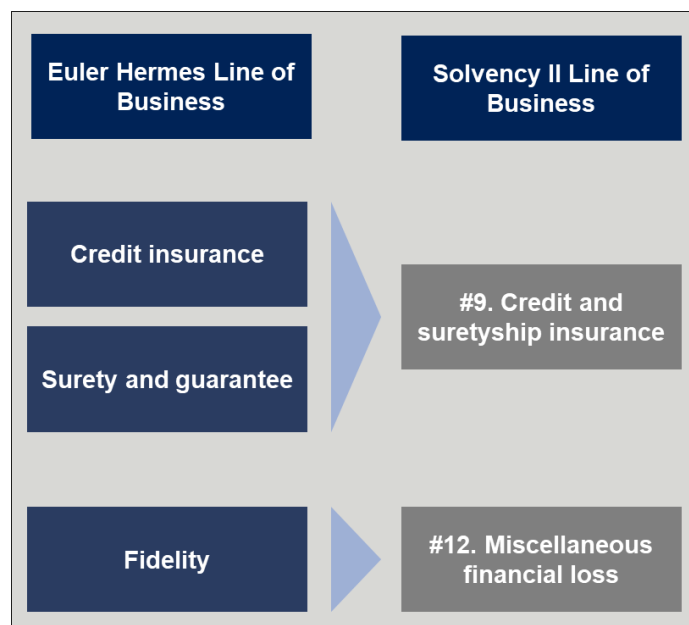 Euler Hermes Line of
Business
Solvency II Line of
Business
Credit insurance
Surety and guarantee
#9. Credit and
suretyship insurance
Fidelity
#12. Miscellaneous
financial loss